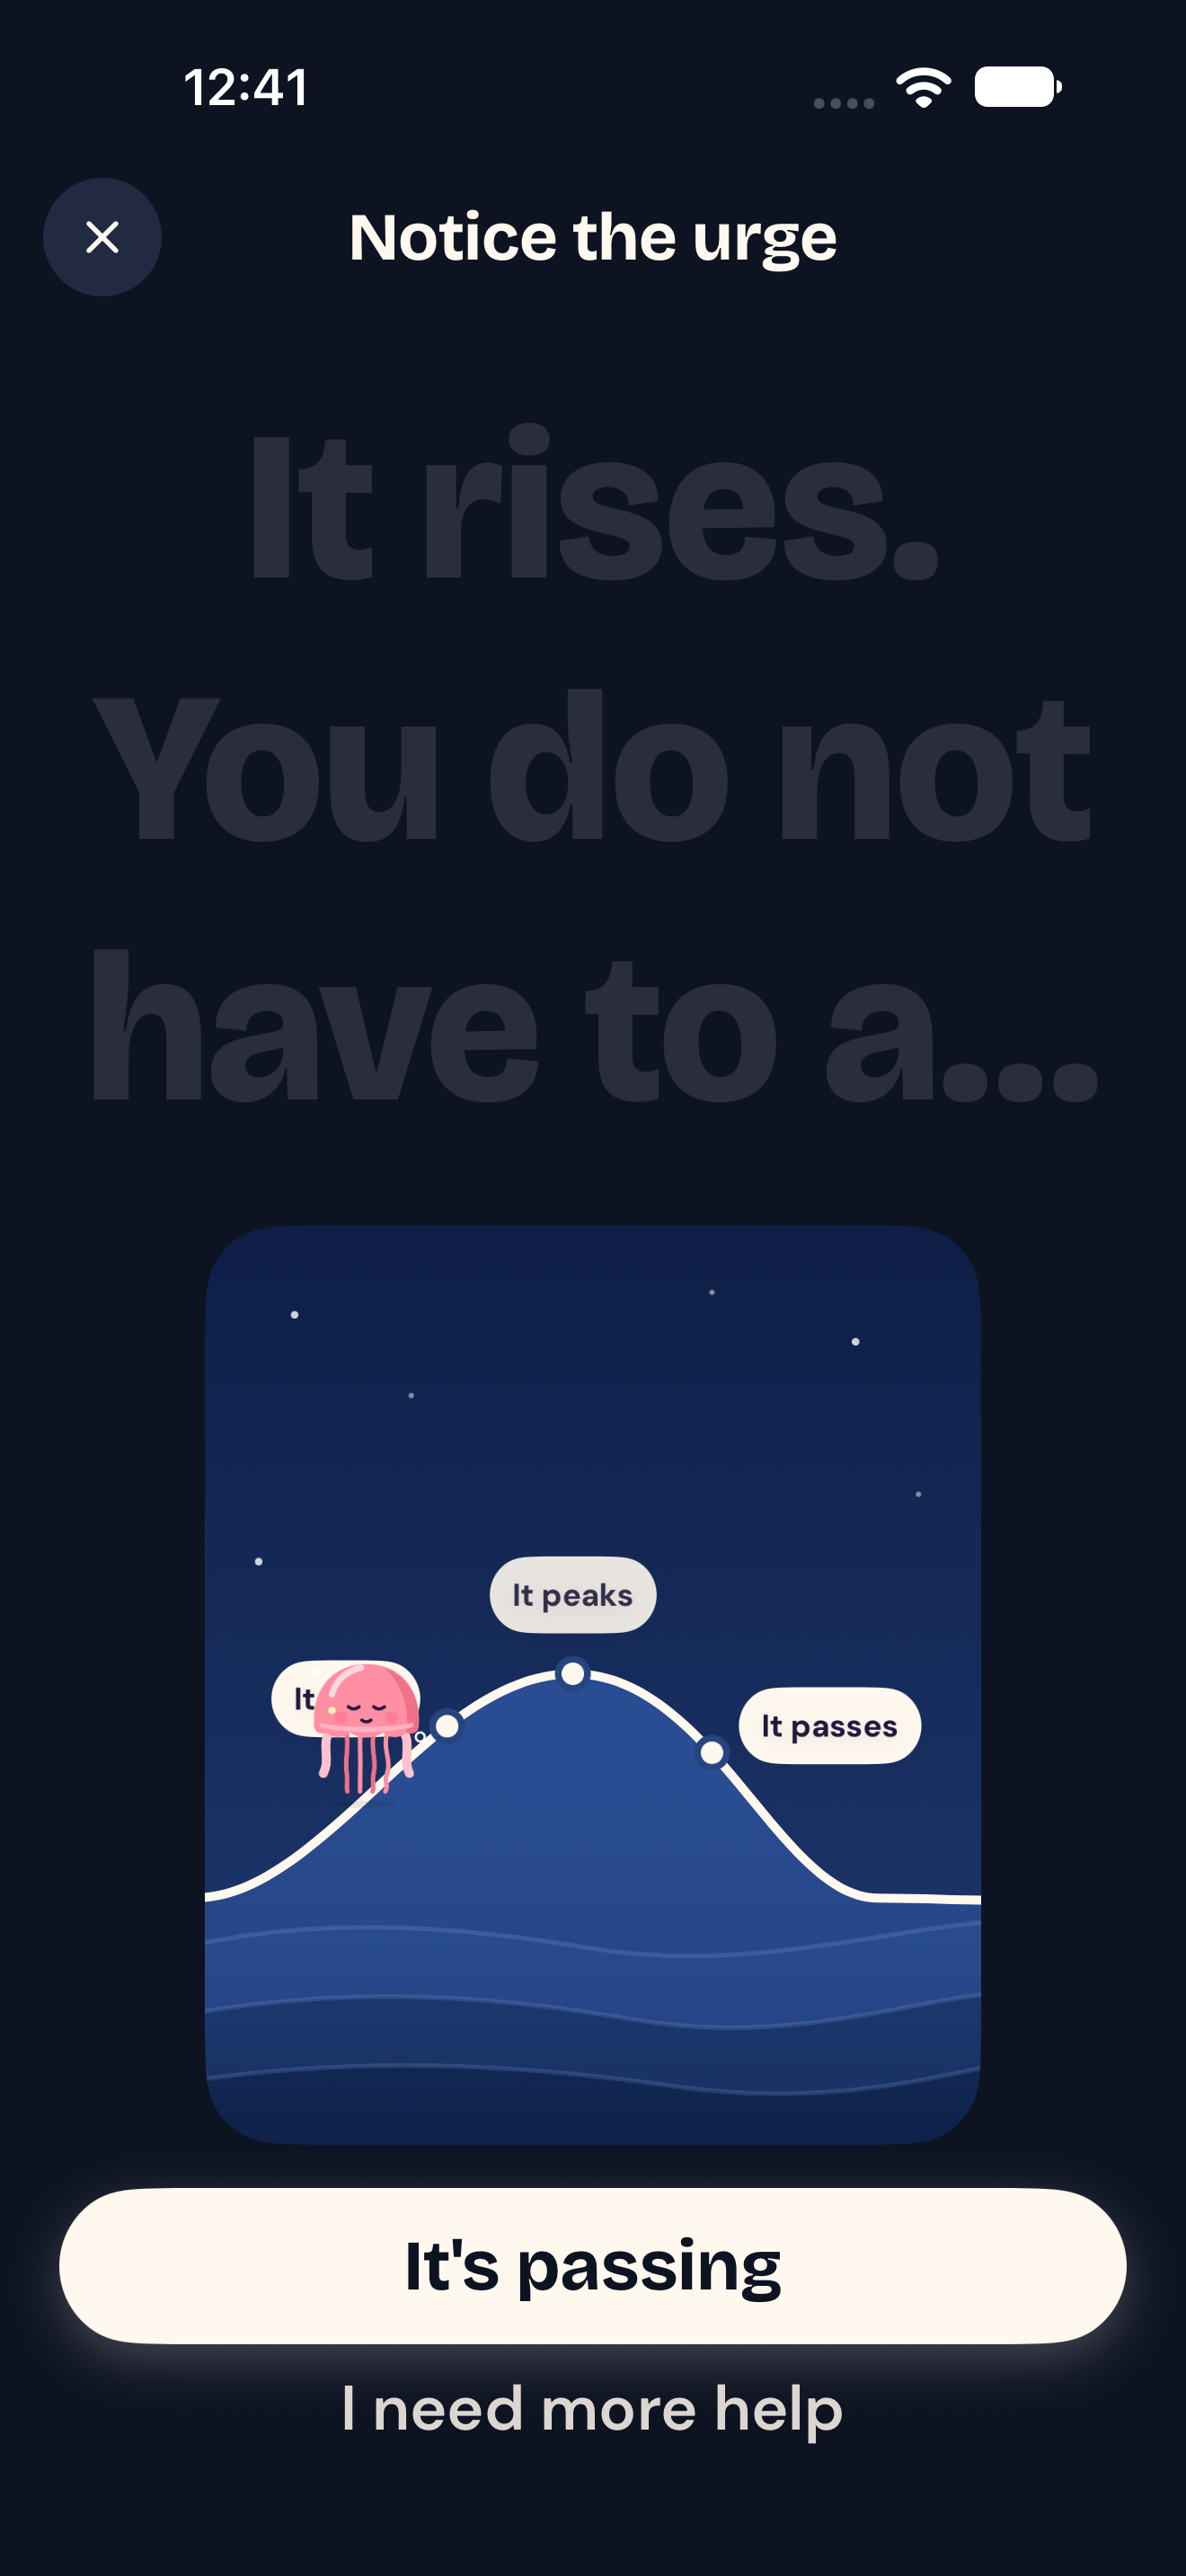 12:41
Notice the urge
It rises.
You do not
have to a...
It peaks
It
It passes
It's passing
I need more help